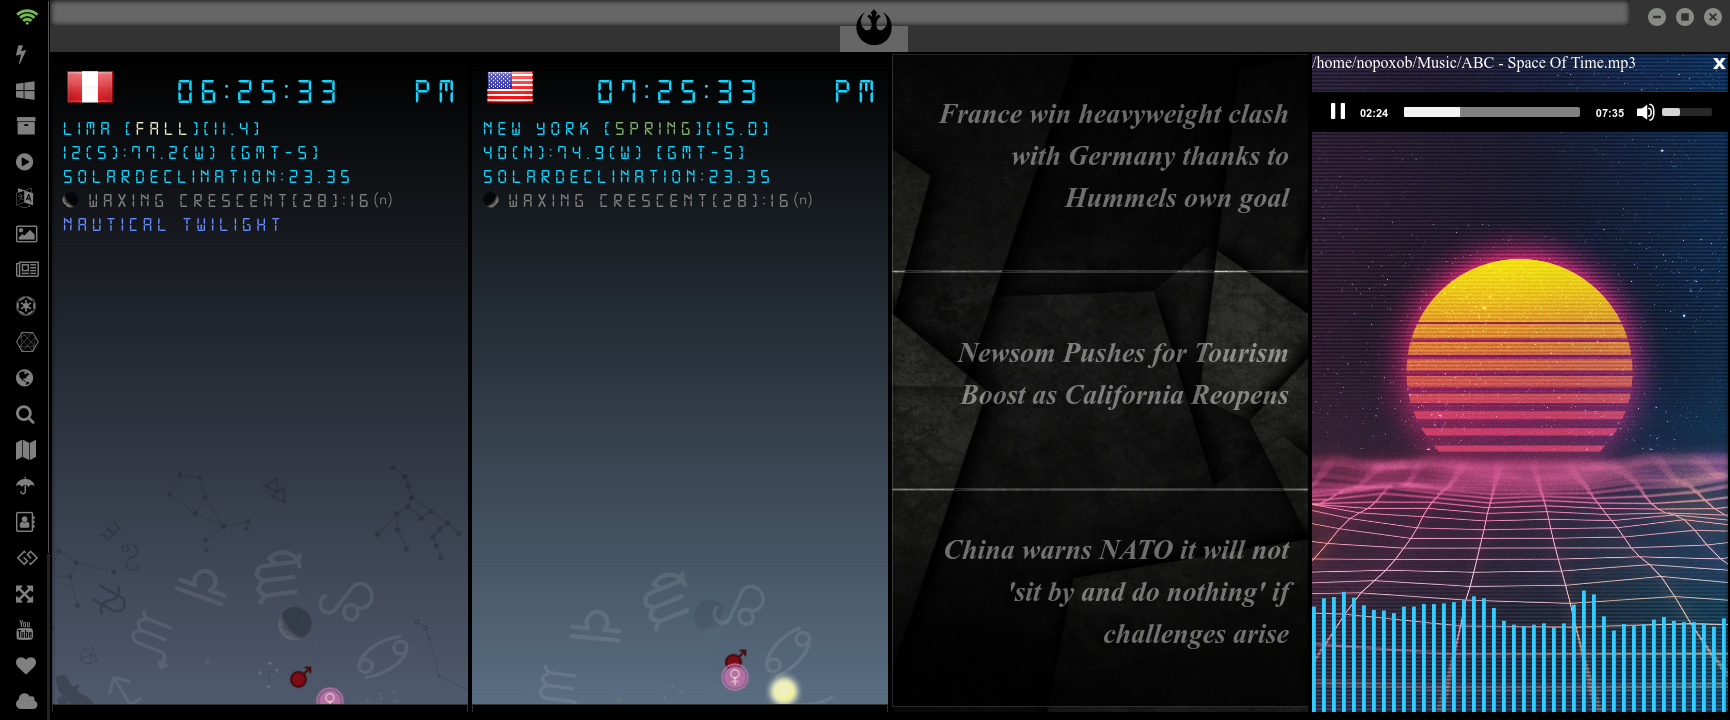 06:25:33 PM
LIMA [FALL][11.4]
12(S):77.2(W) [GMT-5]
SOLARDECLINATION:23.35
WAXING CRESCENT[28]:16(n)
NAUTICAL TWILIGHT
07:25:33 PM
NEW YORK [SPRING][15.0]
40(N):74.9(W) [GMT-5]
SOLARDECLINATION:23.35
WAXING CRESCENT[28]:16(n)
France win heavyweight clash
with Germany thanks to
Hummels own goal
Newsom Pushes for Tourism
Boost as California Reopens
China warns NATO it will not
'sit by and do nothing' if
challenges arise
/home/nopoxob/Music/ABC - Space Of Time.mp3
x
02:24
07:35
You
Tube